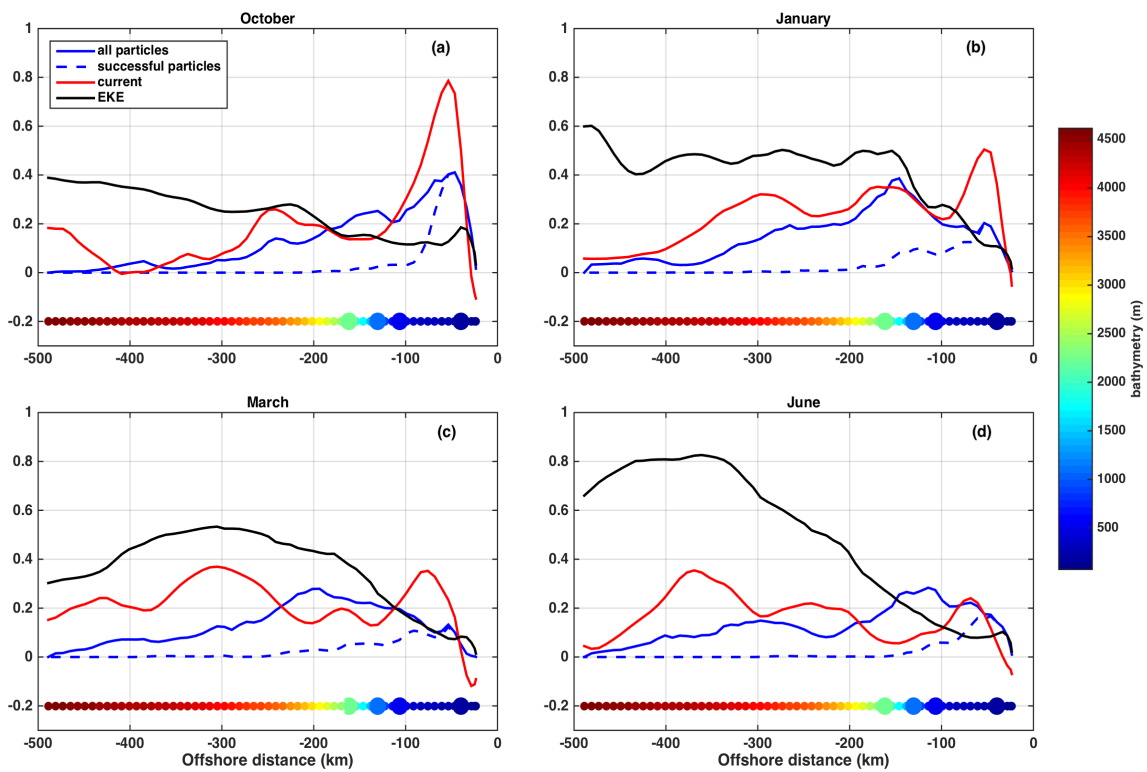 October
(a)
all particles
successful particles
current
EKE
1
0.8
0.6
0.4
0.2
0
-0.2
-500 -400 -300 -200 -100 0
January
(b)
1
0.8
0.6
0.4
0.2
0
-0.2
-500 -400 -300 -200 -100 0
March
(c)
1
0.8
0.6
0.4
0.2
0
-0.2
-500 -400 -300 -200 -100 0
Offshore distance (km)
June
(d)
1
0.8
0.6
0.4
0.2
0
-0.2
-500 -400 -300 -200 -100 0
Offshore distance (km)
4500
4000
3500
3000
2500
2000
1500
1000
500
bathymetry (m)